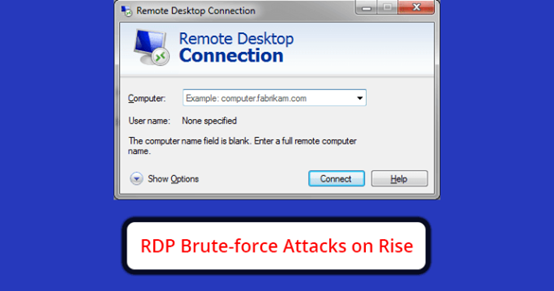 Remote Desktop Connection
Remote Desktop
Connection
Computer: Example: computer.fabrikam.com
User name: None specified
The computer name field is blank. Enter a full remote computer
name.
Show Options Connect Help
RDP Brute-force Attacks on Rise